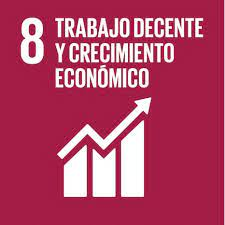 8 TRABAJO DECENTE
Y CRECIMIENTO
ECONÓMICO